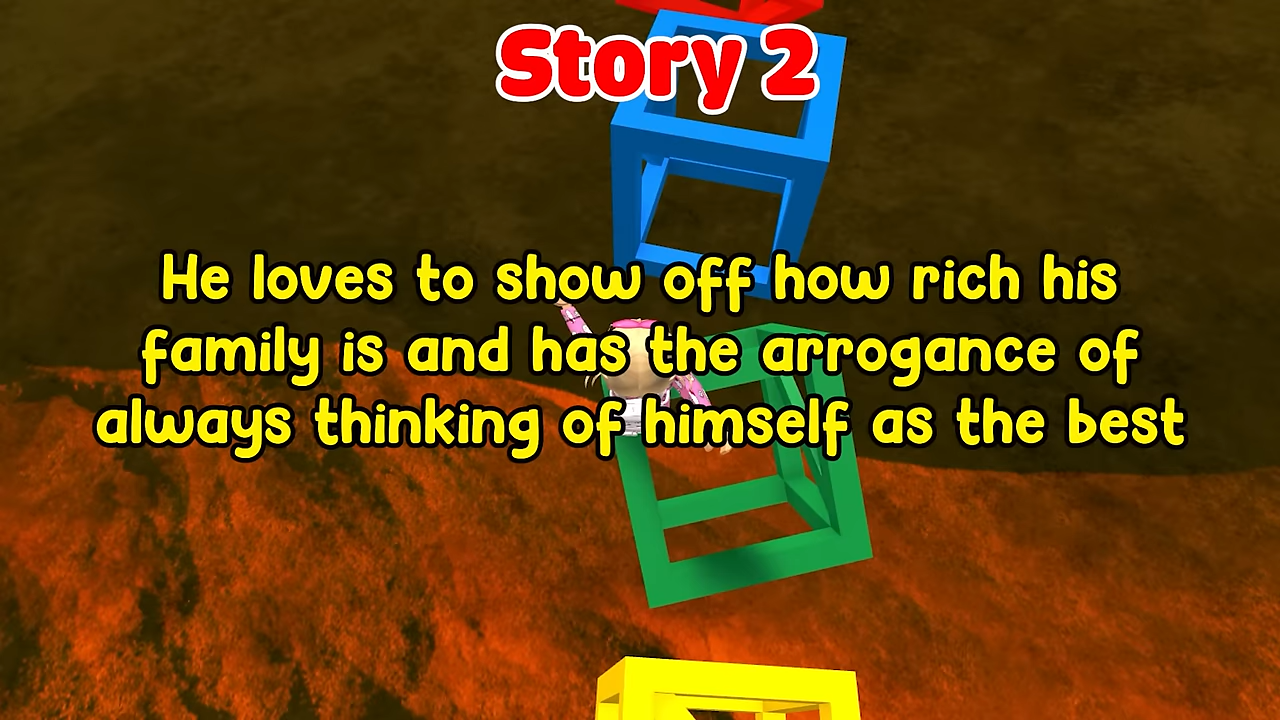 Story 2
He loves to show off how rich his
family is and has the arrogance of
always thinking of himself as the best